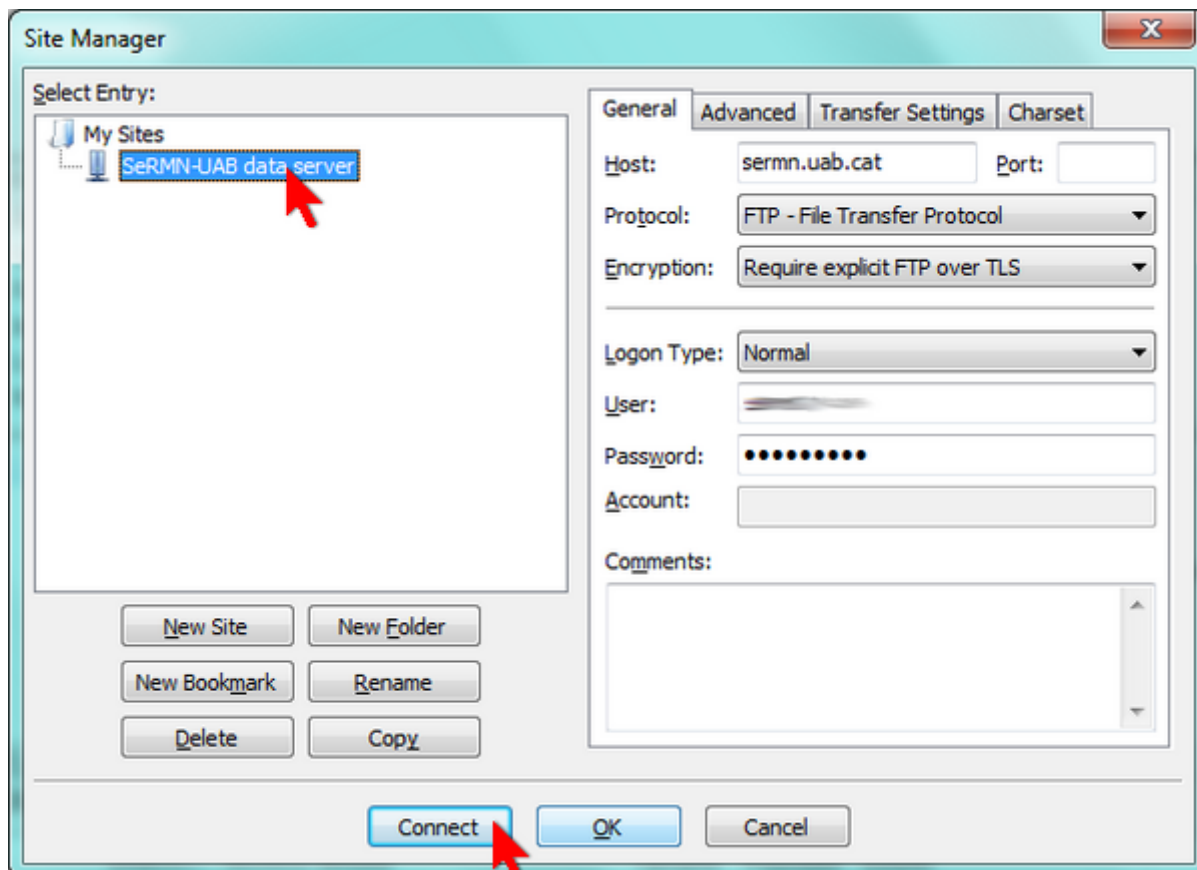 Site Manager
Select Entry:
My Sites
SeRMN-UAB data server
New Site
New Folder
New Bookmark
Rename
Delete
Copy
General
Advanced
Transfer Settings
Charset
Host:
sermn.uab.cat
Port:
Protocol:
FTP - File Transfer Protocol
Encryption:
Require explicit FTP over TLS
Logon Type:
Normal
User:
Password:
●●●●●●●●●
Account:
Comments:
Connect
OK
Cancel